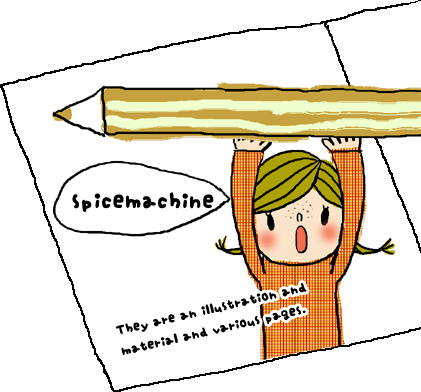 spicemachine
They are an illustration and
material and various pages.